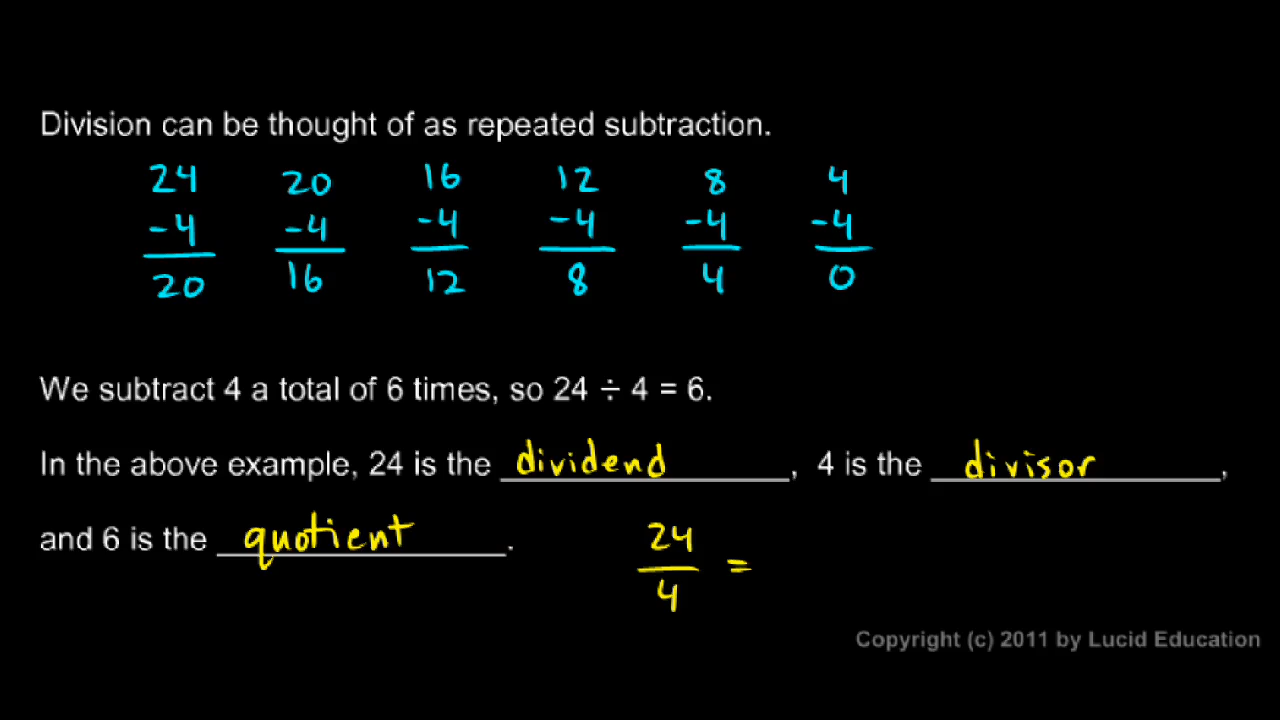 Division can be thought of as repeated subtraction.
24 20 16 12 8 4
-4 -4 -4 -4 -4 -4
20 16 12 8 4 0
We subtract 4 a total of 6 times, so 24 ÷ 4 = 6.
In the above example, 24 is the dividend, 4 is the divisor,
and 6 is the quotient.
24
4 =
Copyright (c) 2011 by Lucid Education